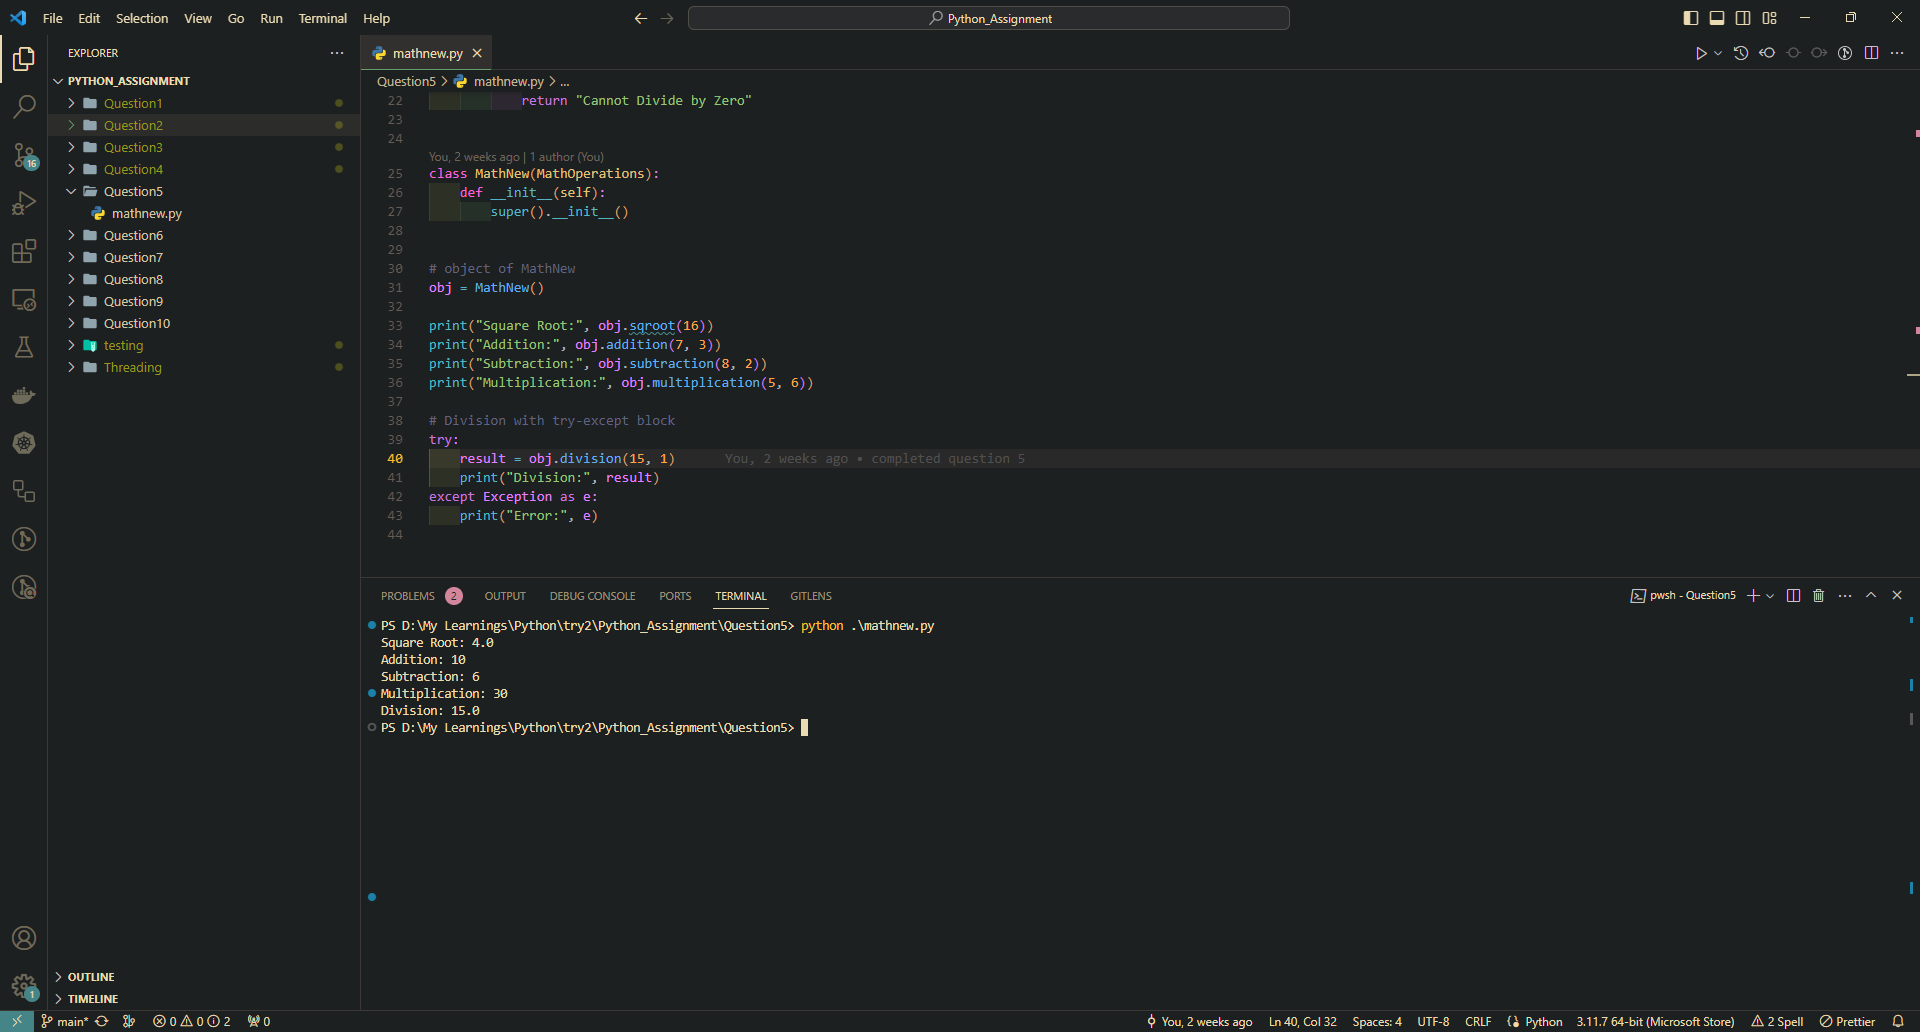 File Edit Selection View Go Run Terminal Help
Python_Assignment
EXPLORER
PYTHON_ASSIGNMENT
Question1
Question2
Question3
Question4
Question5
mathnew.py
Question6
Question7
Question8
Question9
Question10
testing
Threading
OUTLINE
TIMELINE
16
1
mathnew.py
Question5 > mathnew.py > ...
22 return "Cannot Divide by Zero"
23
24
You, 2 weeks ago | 1 author (You)
25 class MathNew(MathOperations):
26 def __init__(self):
27 super().__init__()
28
29
30 # object of MathNew
31 obj = MathNew()
32
33 print("Square Root:", obj.sqroot(16))
34 print("Addition:", obj.addition(7, 3))
35 print("Subtraction:", obj.subtraction(8, 2))
36 print("Multiplication:", obj.multiplication(5, 6))
37
38 # Division with try-except block
39 try:
40 result = obj.division(15, 1) You, 2 weeks ago • completed question 5
41 print("Division:", result)
42 except Exception as e:
43 print("Error:", e)
44
PROBLEMS 2 OUTPUT DEBUG CONSOLE PORTS TERMINAL GITLENS
pwsh - Question5
PS D:\My Learnings\Python\try2\Python_Assignment\Question5> python .\mathnew.py
Square Root: 4.0
Addition: 10
Subtraction: 6
Multiplication: 30
Division: 15.0
PS D:\My Learnings\Python\try2\Python_Assignment\Question5>
main* 0 0 2 0
You, 2 weeks ago Ln 40, Col 32 Spaces: 4 UTF-8 CRLF Python 3.11.7 64-bit (Microsoft Store) 2 Spell Prettier